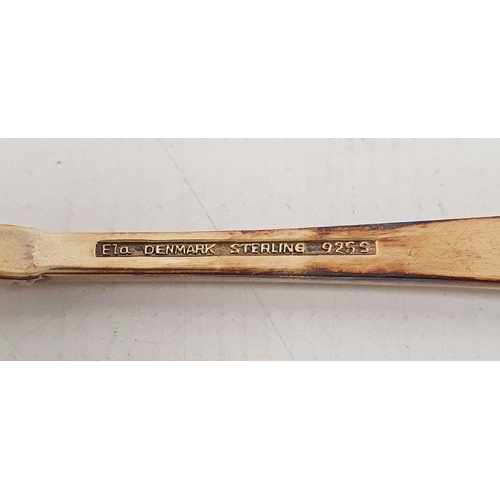 Ela DENMARK STERLING 925S